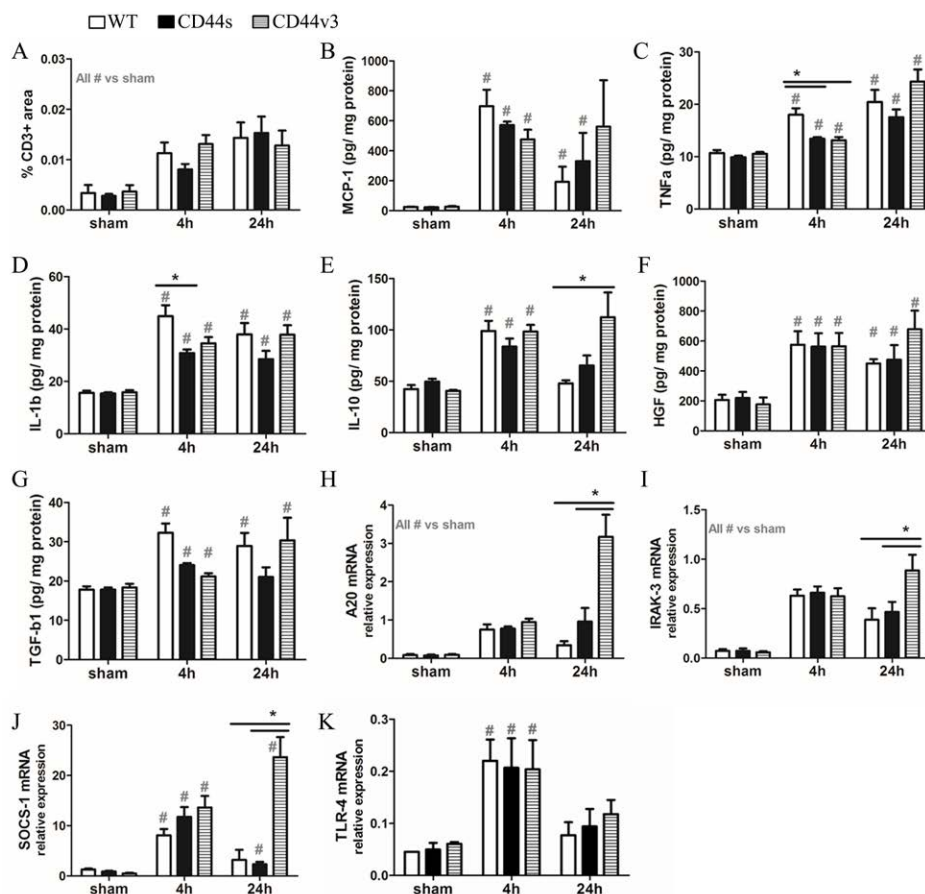 WT CD44s CD44v3
A
All # vs sham
% CD3+ area
0.03
0.02
0.01
0.00
sham 4h 24h
B
MCP-1 (pg/ mg protein)
1000
800
600
400
200
0
# # # # #
sham 4h 24h
C
TNFa (pg/ mg protein)
30
20
10
0
*
# # # # # #
sham 4h 24h
D
IL-1b (pg/ mg protein)
60
40
20
0
*
# # # # # #
sham 4h 24h
E
IL-10 (pg/ mg protein)
150
100
50
0
*
# # #
sham 4h 24h
F
HGF (pg/ mg protein)
1000
800
600
400
200
0
# # # # # #
sham 4h 24h
G
TGF-b1 (pg/ mg protein)
40
30
20
10
0
# # # # #
sham 4h 24h
H
All # vs sham
A20 mRNA
relative expression
4
3
2
1
0
*
sham 4h 24h
I
All # vs sham
IRAK-3 mRNA
relative expression
1.5
1.0
0.5
0.0
*
sham 4h 24h
J
SOCS-1 mRNA
relative expression
30
20
10
0
*
# # # # #
sham 4h 24h
K
TLR-4 mRNA
relative expression
0.3
0.2
0.1
0.0
# # #
sham 4h 24h